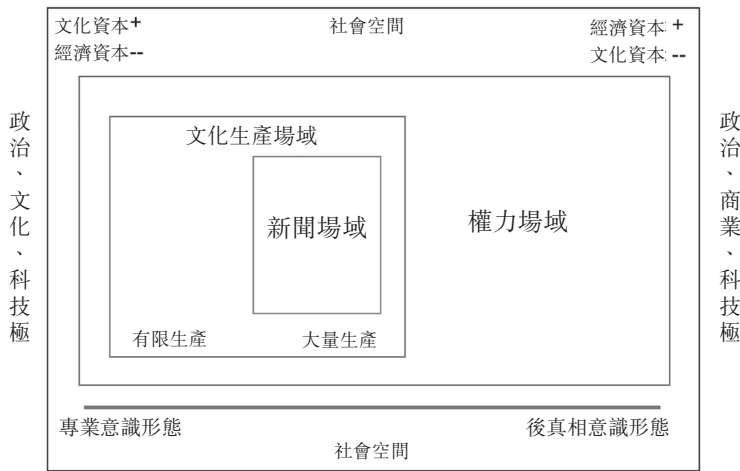 文化資本+
社會空間
經濟資本: +
經濟資本--
文化資本: --
政治、文化、科技極
文化生產場域
新聞場域
權力場域
有限生產
大量生產
政治、商業、科技極
專業意識形態
後真相意識形態
社會空間